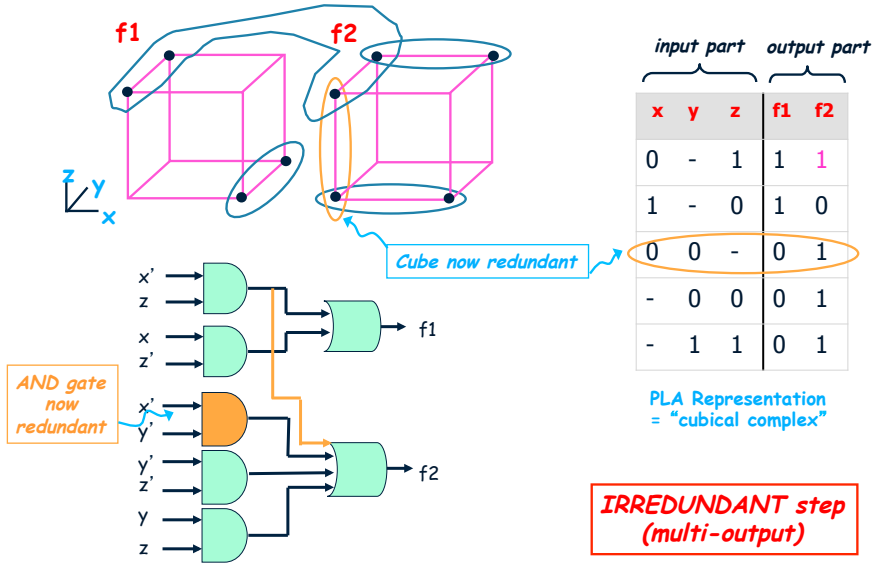 f1
f2
z
y
x
input part
output part
x y z f1 f2
0 - 1 1 1
1 - 0 1 0
0 0 - 0 1
- 0 0 0 1
- 1 1 0 1
Cube now redundant
PLA Representation
= “cubical complex”
x’
z
x
z’
f1
AND gate
now
redundant
x’
y’
y’
z’
y
z
f2
IRREDUNDANT step
(multi-output)